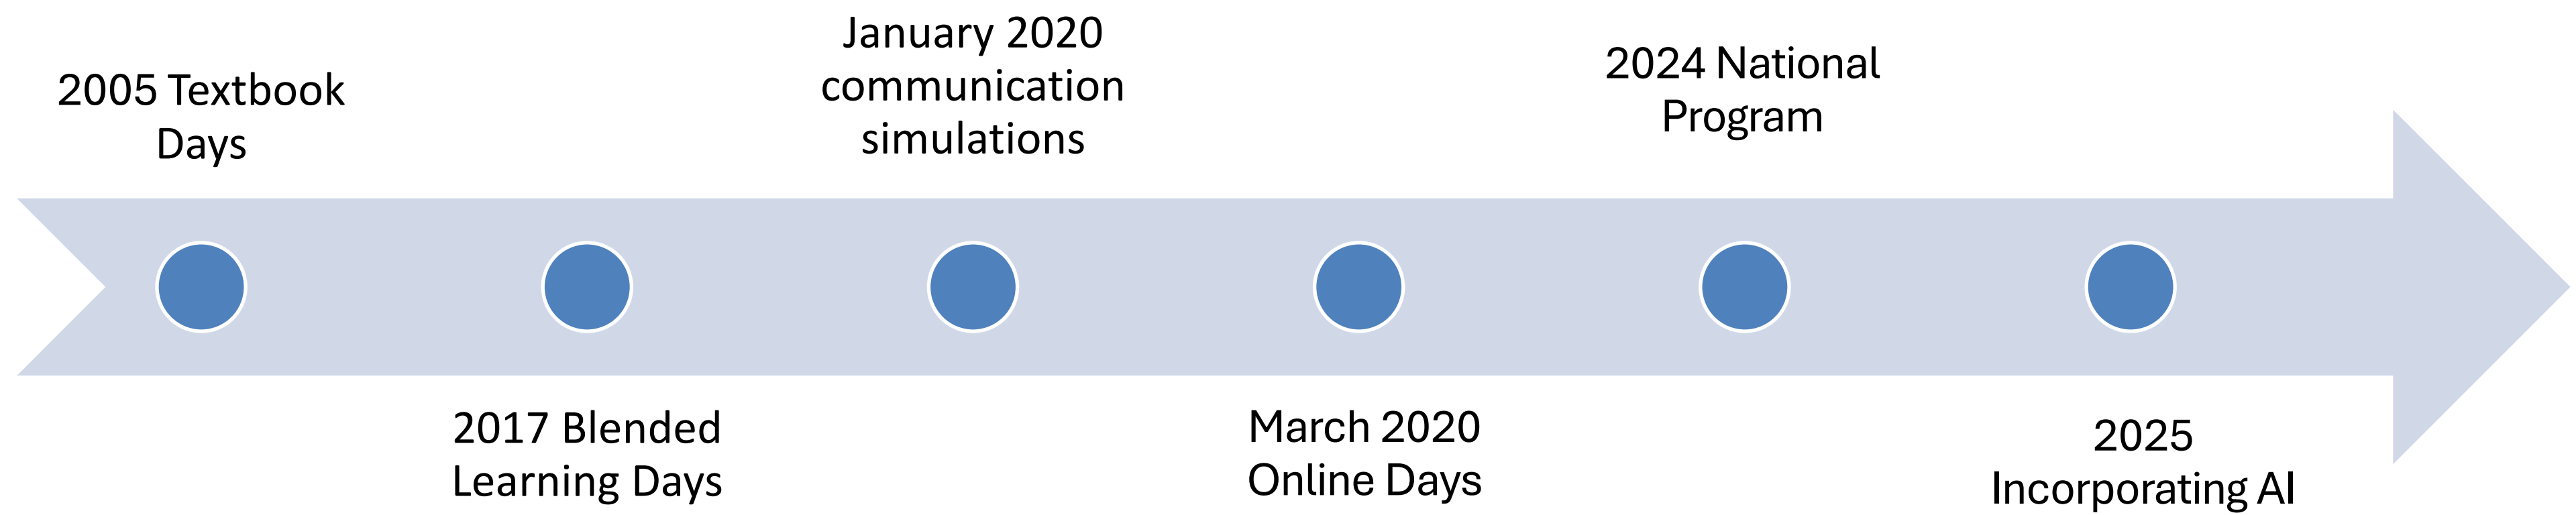 2005 Textbook
Days
2017 Blended
Learning Days
January 2020
communication
simulations
March 2020
Online Days
2024 National
Program
2025
Incorporating AI